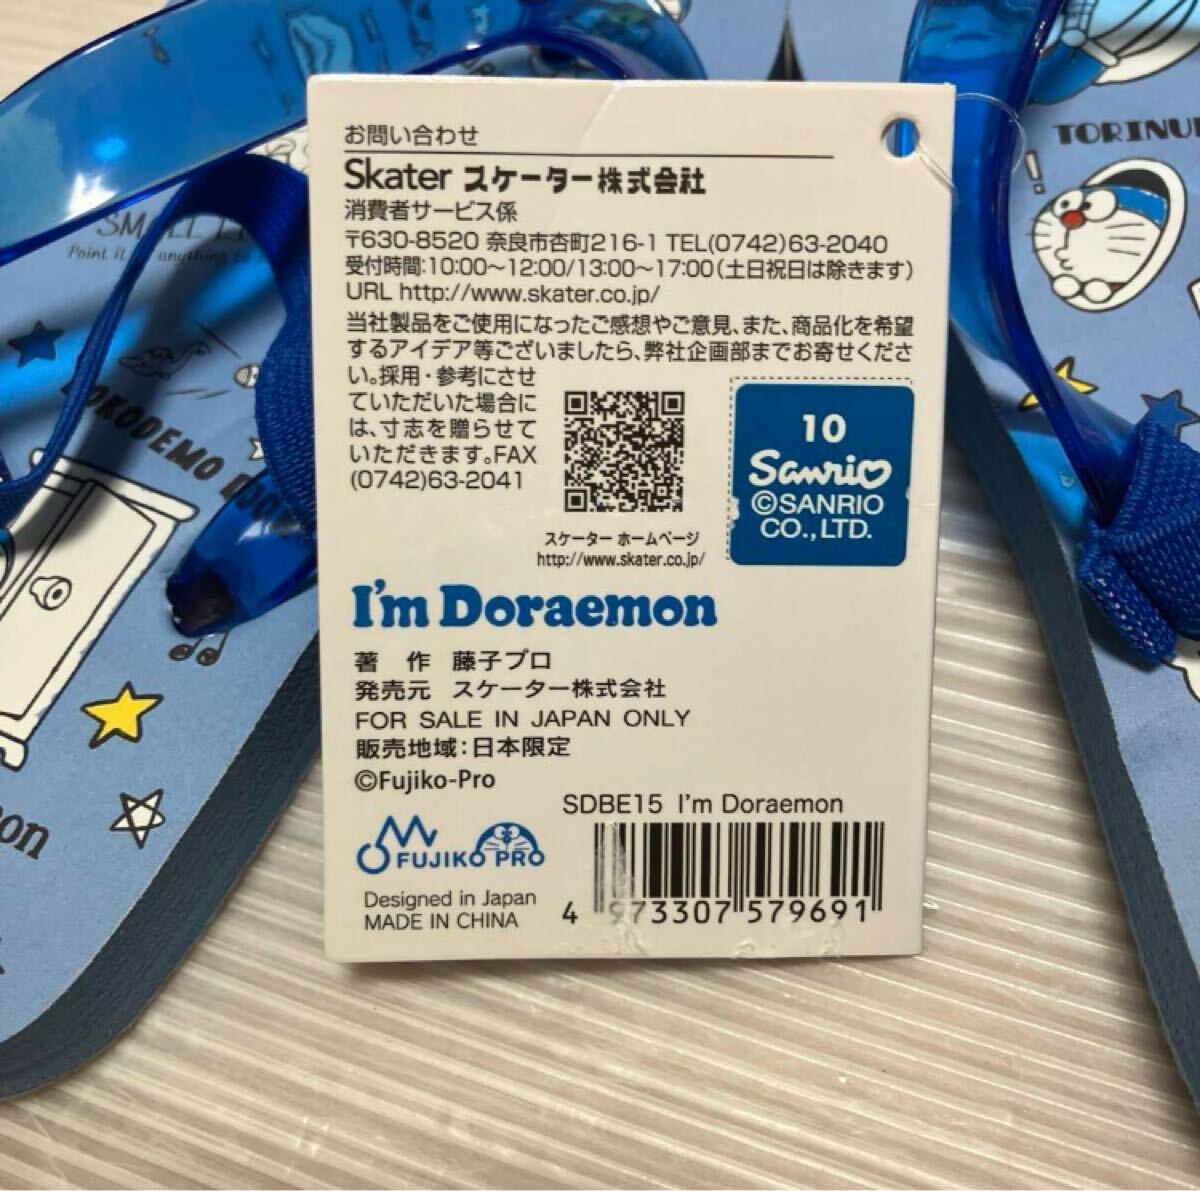 お問い合わせ
Skater スケーター株式会社
消費者サービス係
〒630-8520 奈良市杏町216-1 TEL(0742)63-2040
受付時間:10:00〜12:00/13:00〜17:00(土日祝日は除きます)
URL http://www.skater.co.jp/
当社製品をご使用になったご感想やご意見、また、商品化を希望
するアイデア等ございましたら、弊社企画部までお寄せくださ
い。採用・参考にさせ
ていただいた場合に
は、寸志を贈らせて
いただきます。FAX
(0742)63-2041
スケーター ホームページ
http://www.skater.co.jp/
10
Sanrio
©SANRIO
CO.,LTD.
I'm Doraemon
著 作 藤子プロ
発売元 スケーター株式会社
FOR SALE IN JAPAN ONLY
販売地域:日本限定
©Fujiko-Pro
SDBE15 I'm Doraemon
FUJIKO PRO
Designed in Japan
MADE IN CHINA
4 973307 579691
Point it anything to